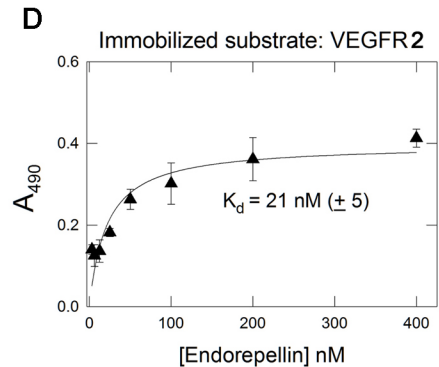 D
Immobilized substrate: VEGFR2
0.6
0.4
0.2
0.0
A490
Kd = 21 nM (± 5)
0 100 200 300 400
[Endorepellin] nM